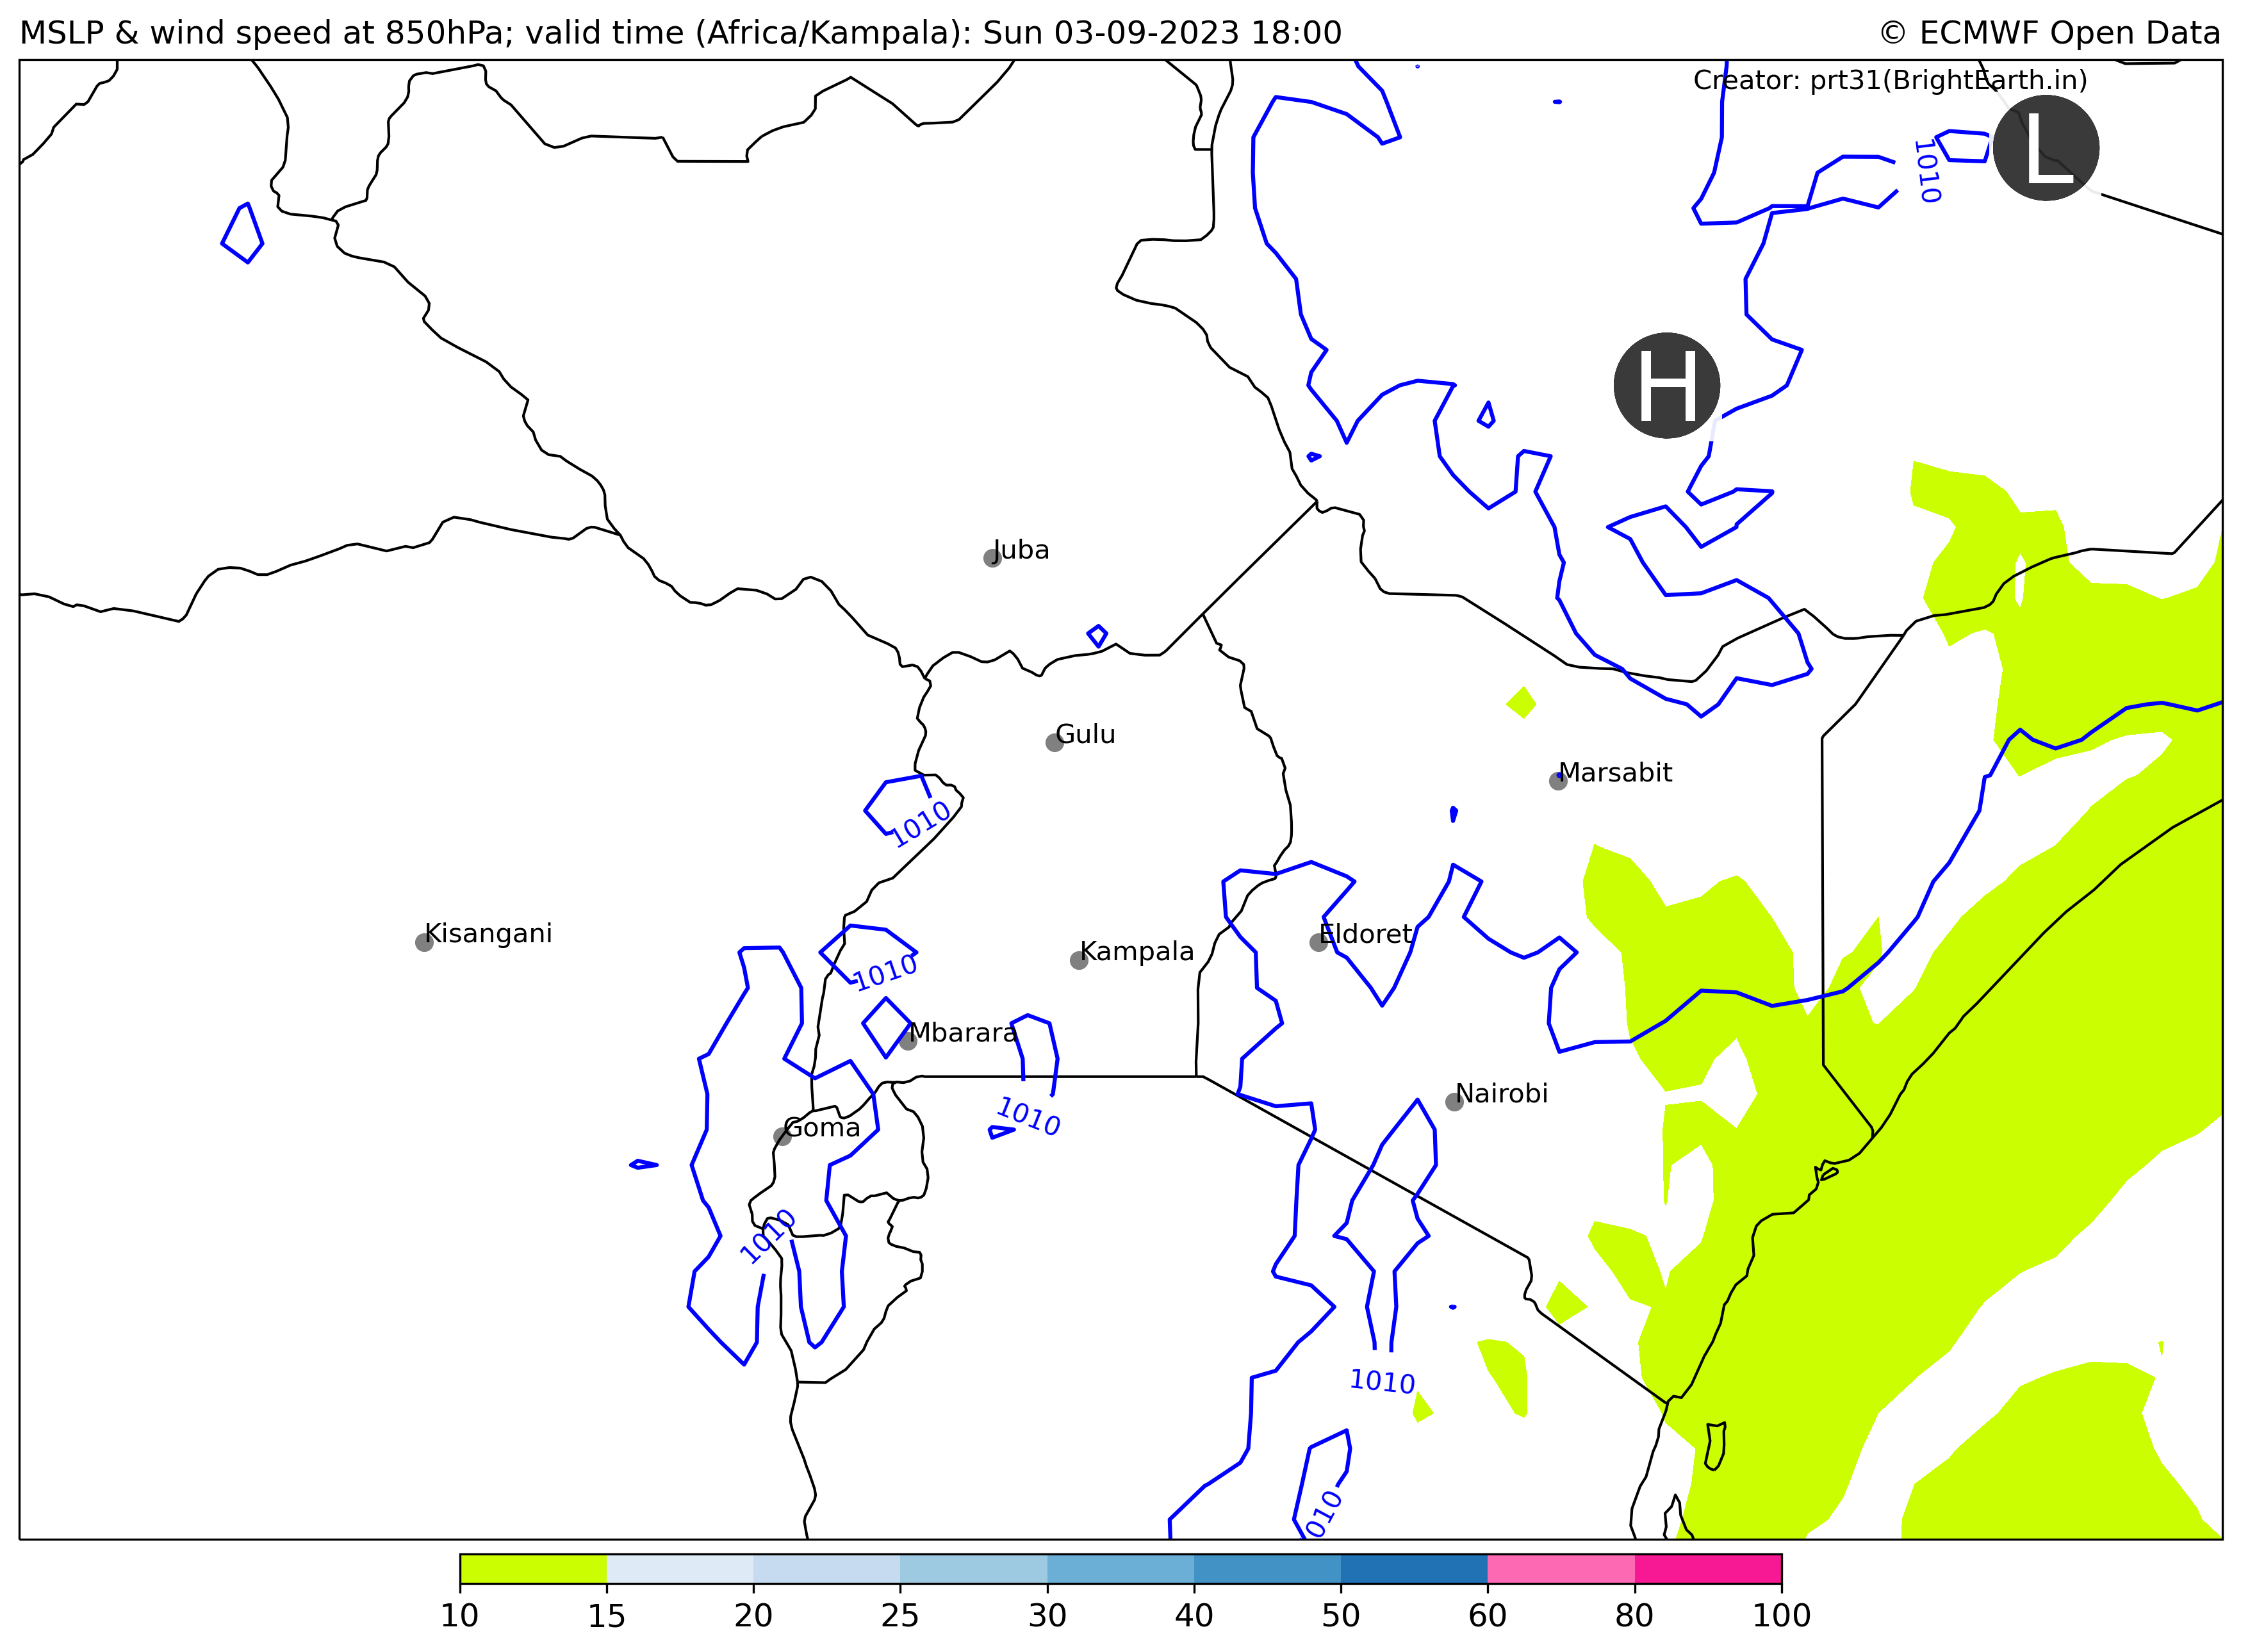 MSLP & wind speed at 850hPa; valid time (Africa/Kampala): Sun 03-09-2023 18:00
© ECMWF Open Data
Creator: prt31(BrightEarth.in)
L
1010
H
Juba
Gulu
Marsabit
1010
Kisangani
Eldoret
Kampala
1010
Mbarara
Nairobi
1010
Goma
1010
1010
010
10 15 20 25 30 40 50 60 80 100